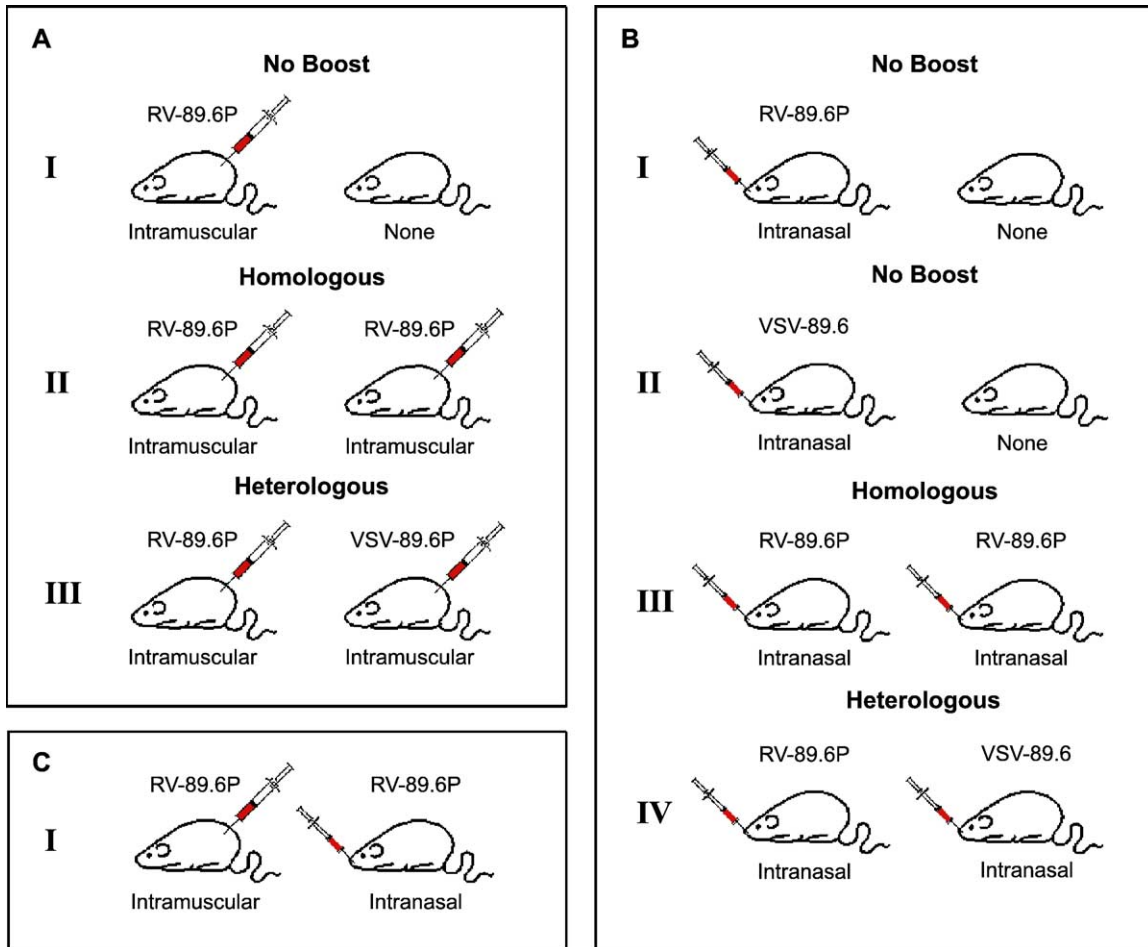 A
No Boost
RV-89.6P
I
Intramuscular None
Homologous
RV-89.6P RV-89.6P
II
Intramuscular Intramuscular
Heterologous
RV-89.6P VSV-89.6P
III
Intramuscular Intramuscular
B
No Boost
RV-89.6P
I
Intranasal None
No Boost
VSV-89.6
II
Intranasal None
Homologous
RV-89.6P RV-89.6P
III
Intranasal Intranasal
Heterologous
RV-89.6P VSV-89.6
IV
Intranasal Intranasal
C
RV-89.6P RV-89.6P
I
Intramuscular Intranasal